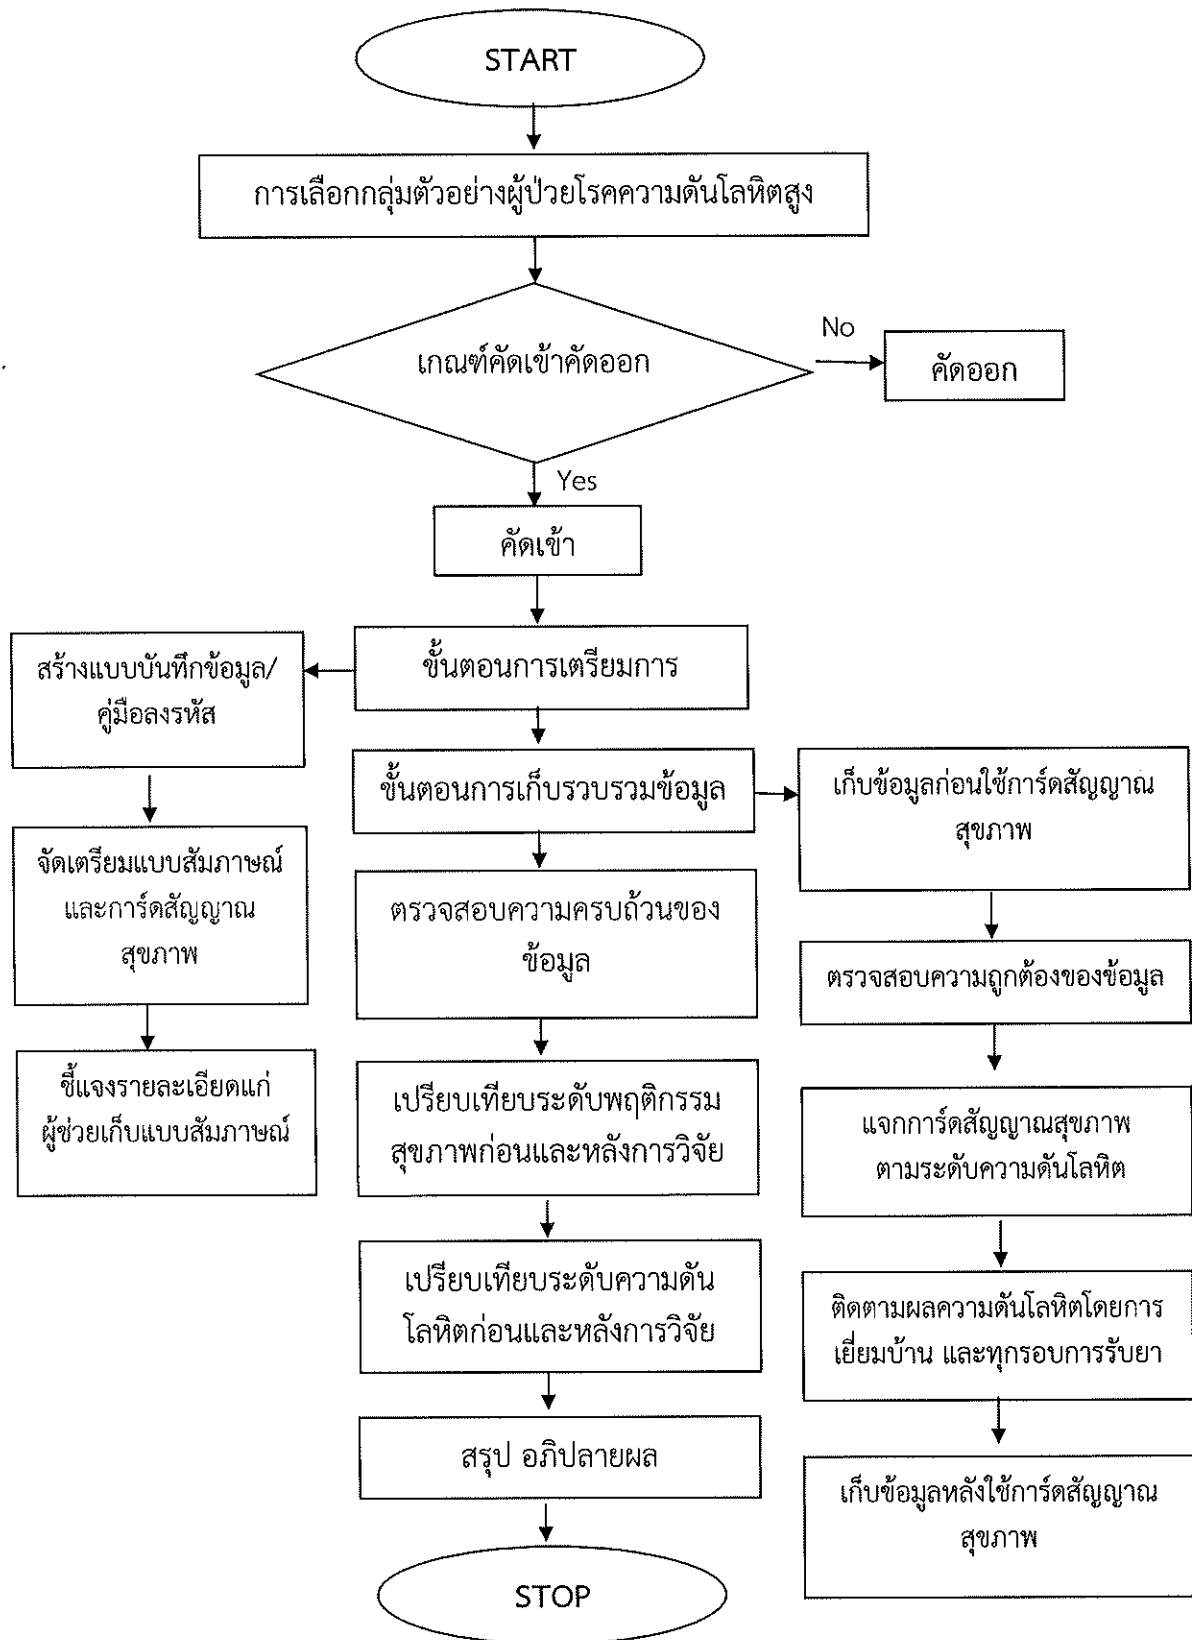 START
การเลือกกลุ่มตัวอย่างผู้ป่วยโรคความดันโลหิตสูง
เกณฑ์คัดเข้าคัดออก
No
คัดออก
Yes
คัดเข้า
ขั้นตอนการเตรียมการ
สร้างแบบบันทึกข้อมูล/
คู่มือลงรหัส
จัดเตรียมแบบสัมภาษณ์
และการ์ดสัญญาณ
สุขภาพ
ชี้แจงรายละเอียดแก่
ผู้ช่วยเก็บแบบสัมภาษณ์
ขั้นตอนการเก็บรวบรวมข้อมูล
เก็บข้อมูลก่อนใช้การ์ดสัญญาณ
สุขภาพ
ตรวจสอบความถูกต้องของข้อมูล
แจกการ์ดสัญญาณสุขภาพ
ตามระดับความดันโลหิต
ติดตามผลความดันโลหิตโดยการ
เยี่ยมบ้าน และทุกรอบการรับยา
เก็บข้อมูลหลังใช้การ์ดสัญญาณ
สุขภาพ
ตรวจสอบความครบถ้วนของ
ข้อมูล
เปรียบเทียบระดับพฤติกรรม
สุขภาพก่อนและหลังการวิจัย
เปรียบเทียบระดับความดัน
โลหิตก่อนและหลังการวิจัย
สรุป อภิปลายผล
STOP